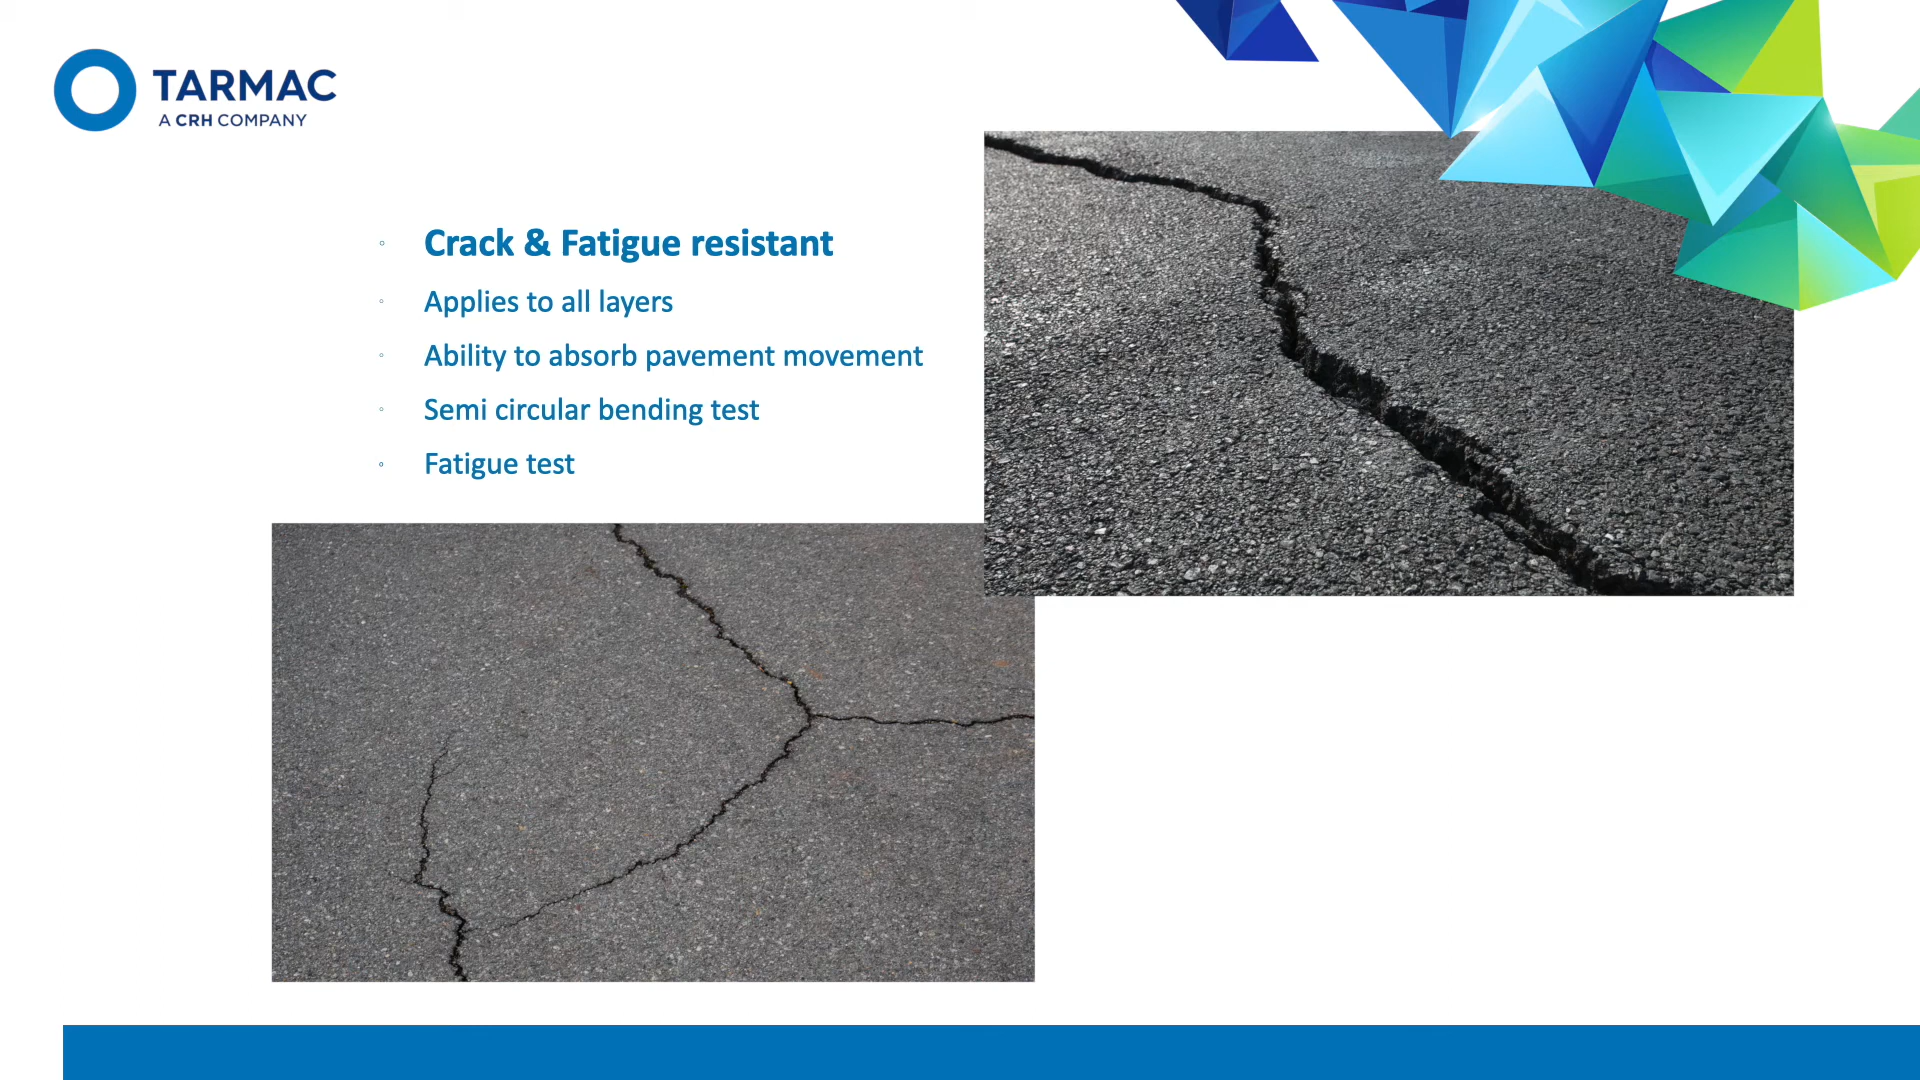 TARMAC
A CRH COMPANY
Crack & Fatigue resistant
Applies to all layers
Ability to absorb pavement movement
Semi circular bending test
Fatigue test